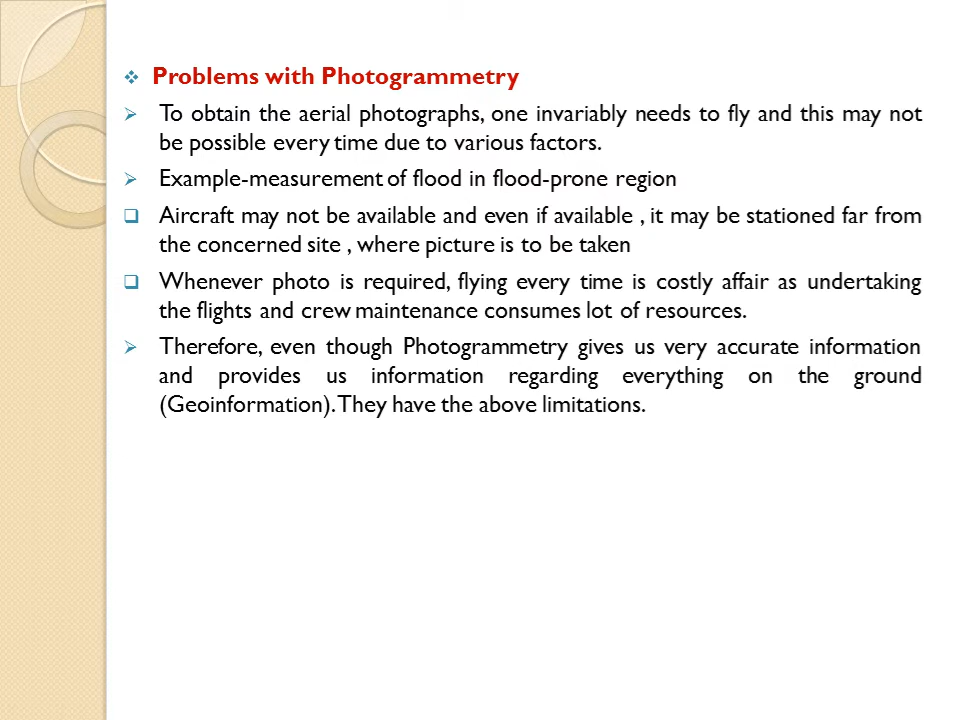 Problems with Photogrammetry
To obtain the aerial photographs, one invariably needs to fly and this may not
be possible every time due to various factors.
Example-measurement of flood in flood-prone region
Aircraft may not be available and even if available , it may be stationed far from
the concerned site , where picture is to be taken
Whenever photo is required, flying every time is costly affair as undertaking
the flights and crew maintenance consumes lot of resources.
Therefore, even though Photogrammetry gives us very accurate information
and provides us information regarding everything on the ground
(Geoinformation). They have the above limitations.